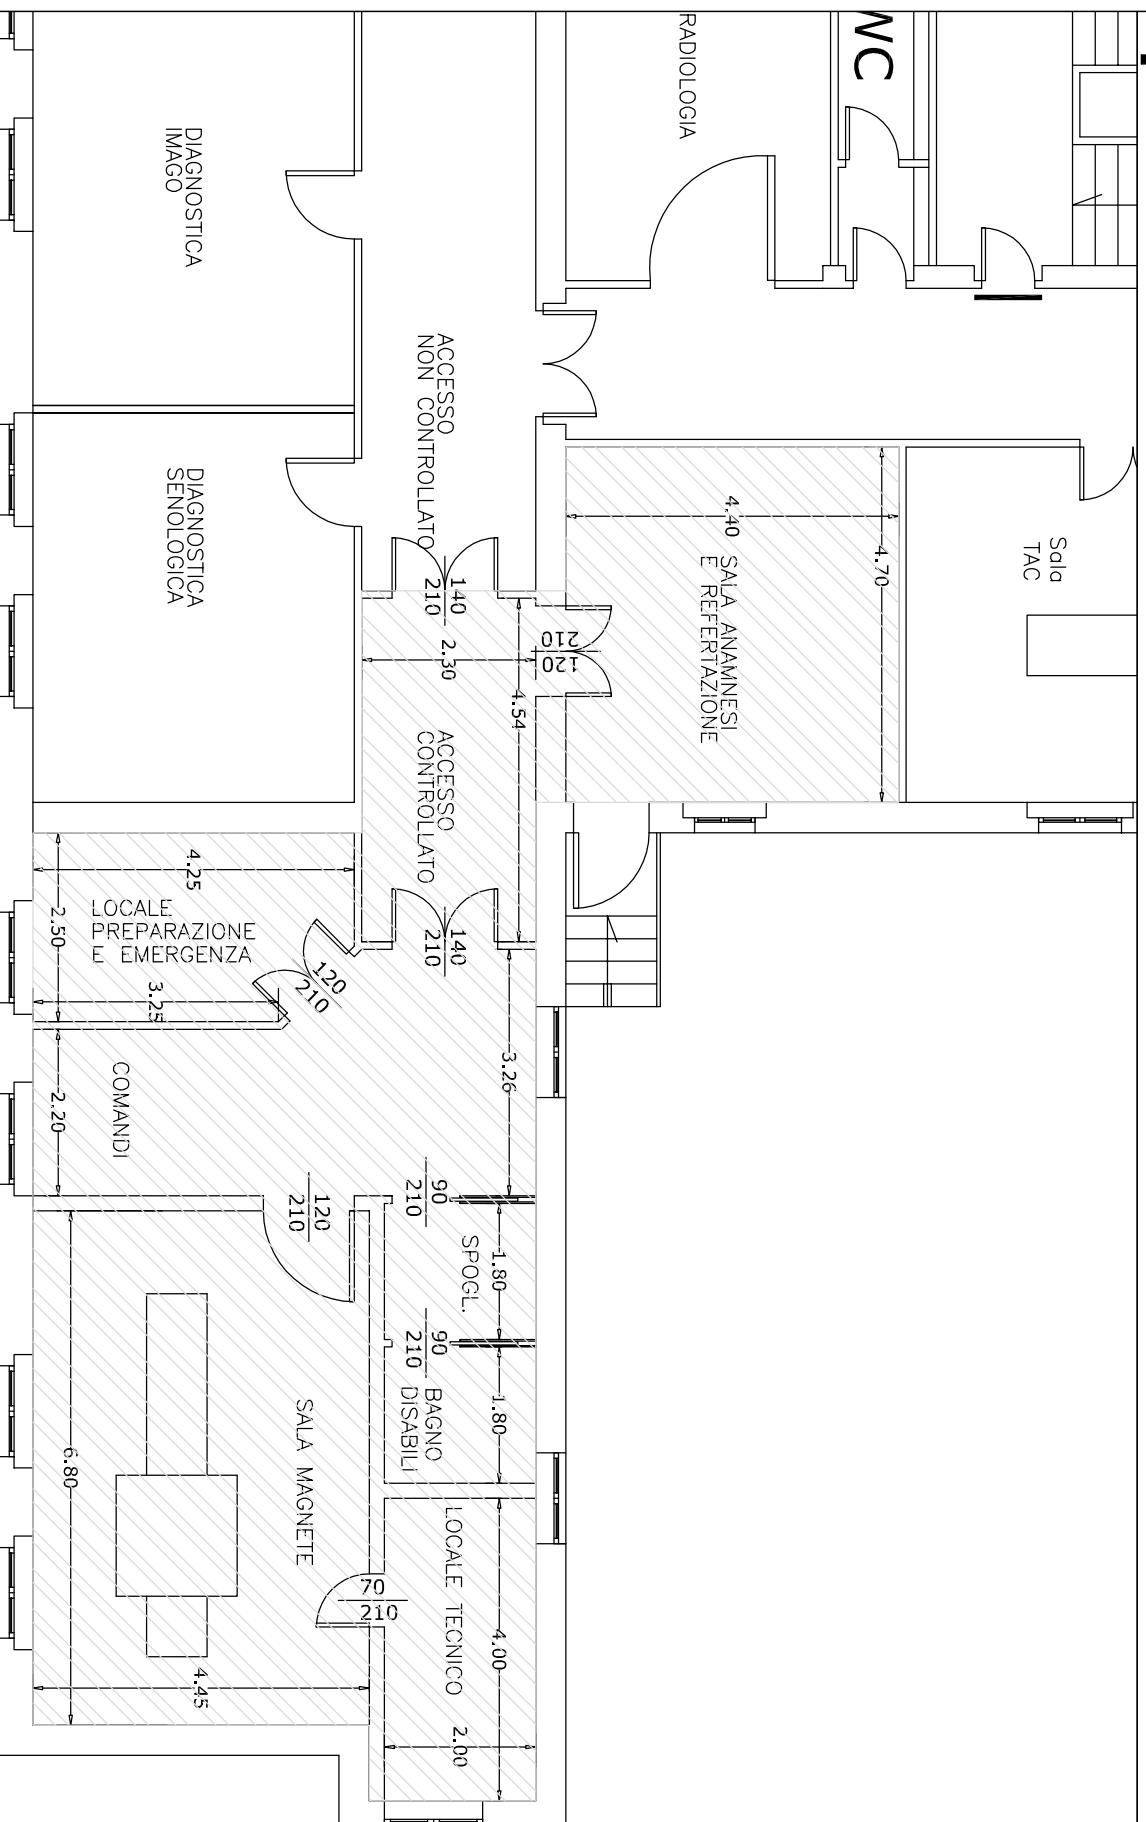 WC
RADIOLOGIA
DIAGNOSTICA
IMAGO
ACCESSO
NON CONTROLLATO
DIAGNOSTICA
SENOLOGICA
Sala
TAC
4.40
4.70
SALA ANAMNESI
E REFERTAZIONE
140
210
120
210
2.30
4.54
ACCESSO
CONTROLLATO
140
210
4.25
2.50
LOCALE
PREPARAZIONE
E EMERGENZA
3.25
120
210
3.26
COMANDI
2.20
120
210
90
210
SPOGL.
1.80
90
210
BAGNO
DISABILI
1.80
SALA MAGNETE
6.80
4.45
70
210
LOCALE TECNICO
4.00
2.00